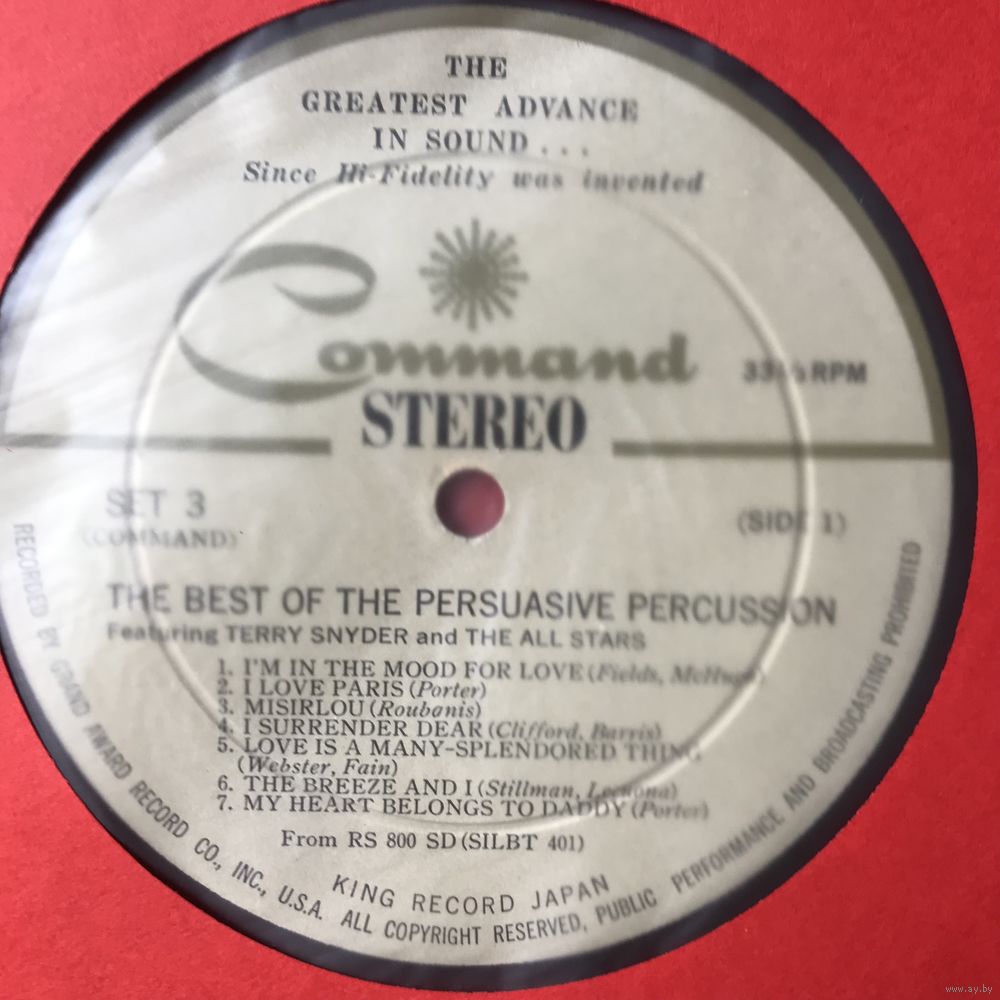 THE
GREATEST ADVANCE
IN SOUND...
Since Hi-Fidelity was invented
Command
33⅓ RPM
STEREO
SET 3
(COMMAND)
(SIDE 1)
THE BEST OF THE PERSUASIVE PERCUSSION
Featuring TERRY SNYDER and THE ALL STARS
1. I'M IN THE MOOD FOR LOVE (Fields, McHugh)
2. I LOVE PARIS (Porter)
3. MISIRLOU (Roubanis)
4. I SURRENDER DEAR (Clifford, Barris)
5. LOVE IS A MANY-SPLENDORED THING
(Webster, Fain)
6. THE BREEZE AND I (Stillman, Lecuona)
7. MY HEART BELONGS TO DADDY (Porter)
From RS 800 SD (SILBT 401)
KING RECORD JAPAN
RECORDED BY GRAND AWARD RECORD CO., INC., U.S.A. ALL COPYRIGHT RESERVED, PUBLIC PERFORMANCE AND BROADCASTING PROHIBITED
www.ay.by